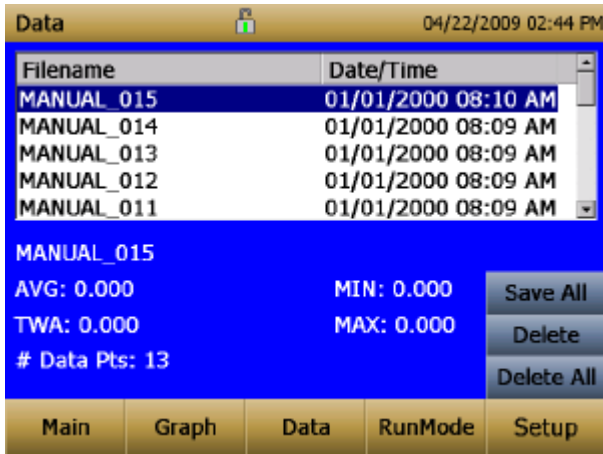 Data 04/22/2009 02:44 PM
Filename Date/Time
MANUAL_015 01/01/2000 08:10 AM
MANUAL_014 01/01/2000 08:09 AM
MANUAL_013 01/01/2000 08:09 AM
MANUAL_012 01/01/2000 08:09 AM
MANUAL_011 01/01/2000 08:09 AM
MANUAL_015
AVG: 0.000 MIN: 0.000 Save All
TWA: 0.000 MAX: 0.000 Delete
# Data Pts: 13 Delete All
Main Graph Data RunMode Setup